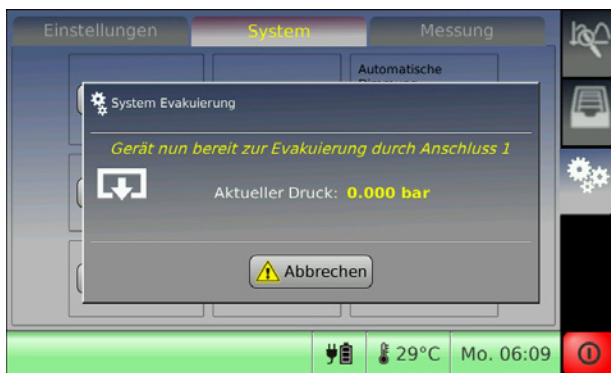 Einstellungen
System
Messung
Automatische
System Evakuierung
Gerät nun bereit zur Evakuierung durch Anschluss 1
Aktueller Druck: 0.000 bar
Abbrechen
29°C
Mo. 06:09